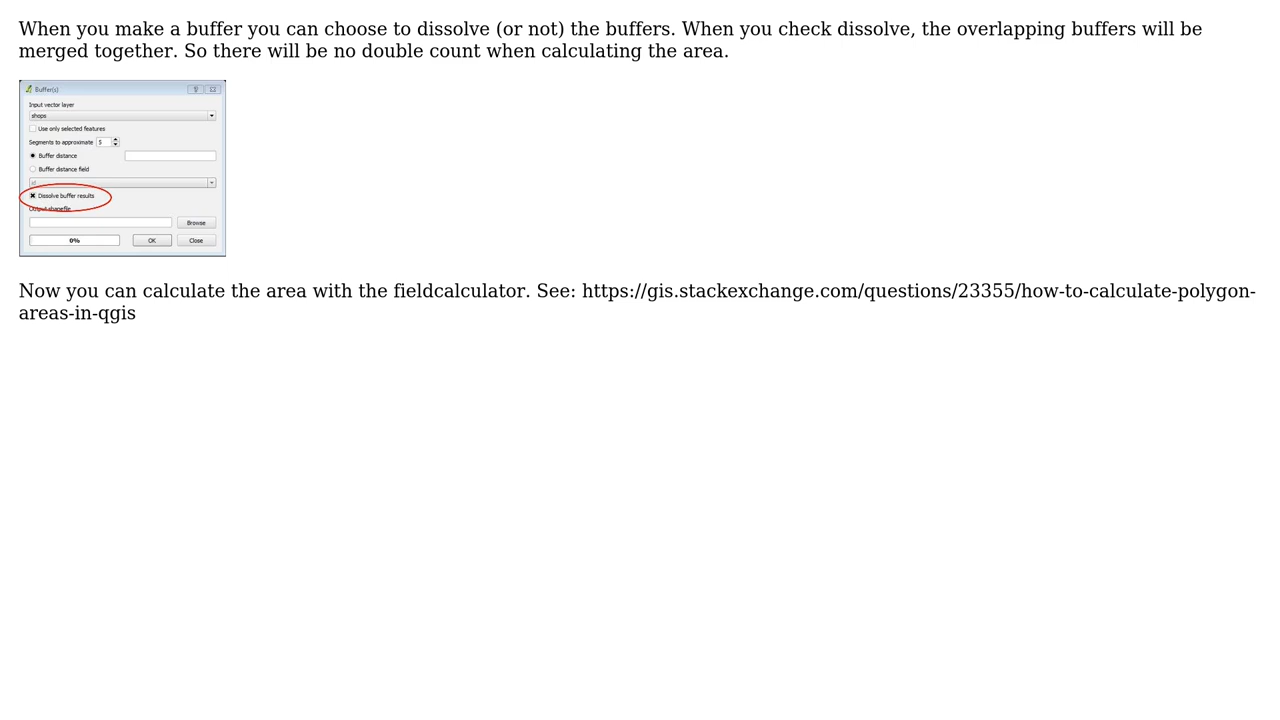 When you make a buffer you can choose to dissolve (or not) the buffers. When you check dissolve, the overlapping buffers will be
merged together. So there will be no double count when calculating the area.
Buffer(s)
Input vector layer
shops
Use only selected features
Segments to approximate 5
Buffer distance
Buffer distance field
Dissolve buffer results
Output shapefile
Browse
0% OK Close
Now you can calculate the area with the fieldcalculator. See: https://gis.stackexchange.com/questions/23355/how-to-calculate-polygon-
areas-in-qgis